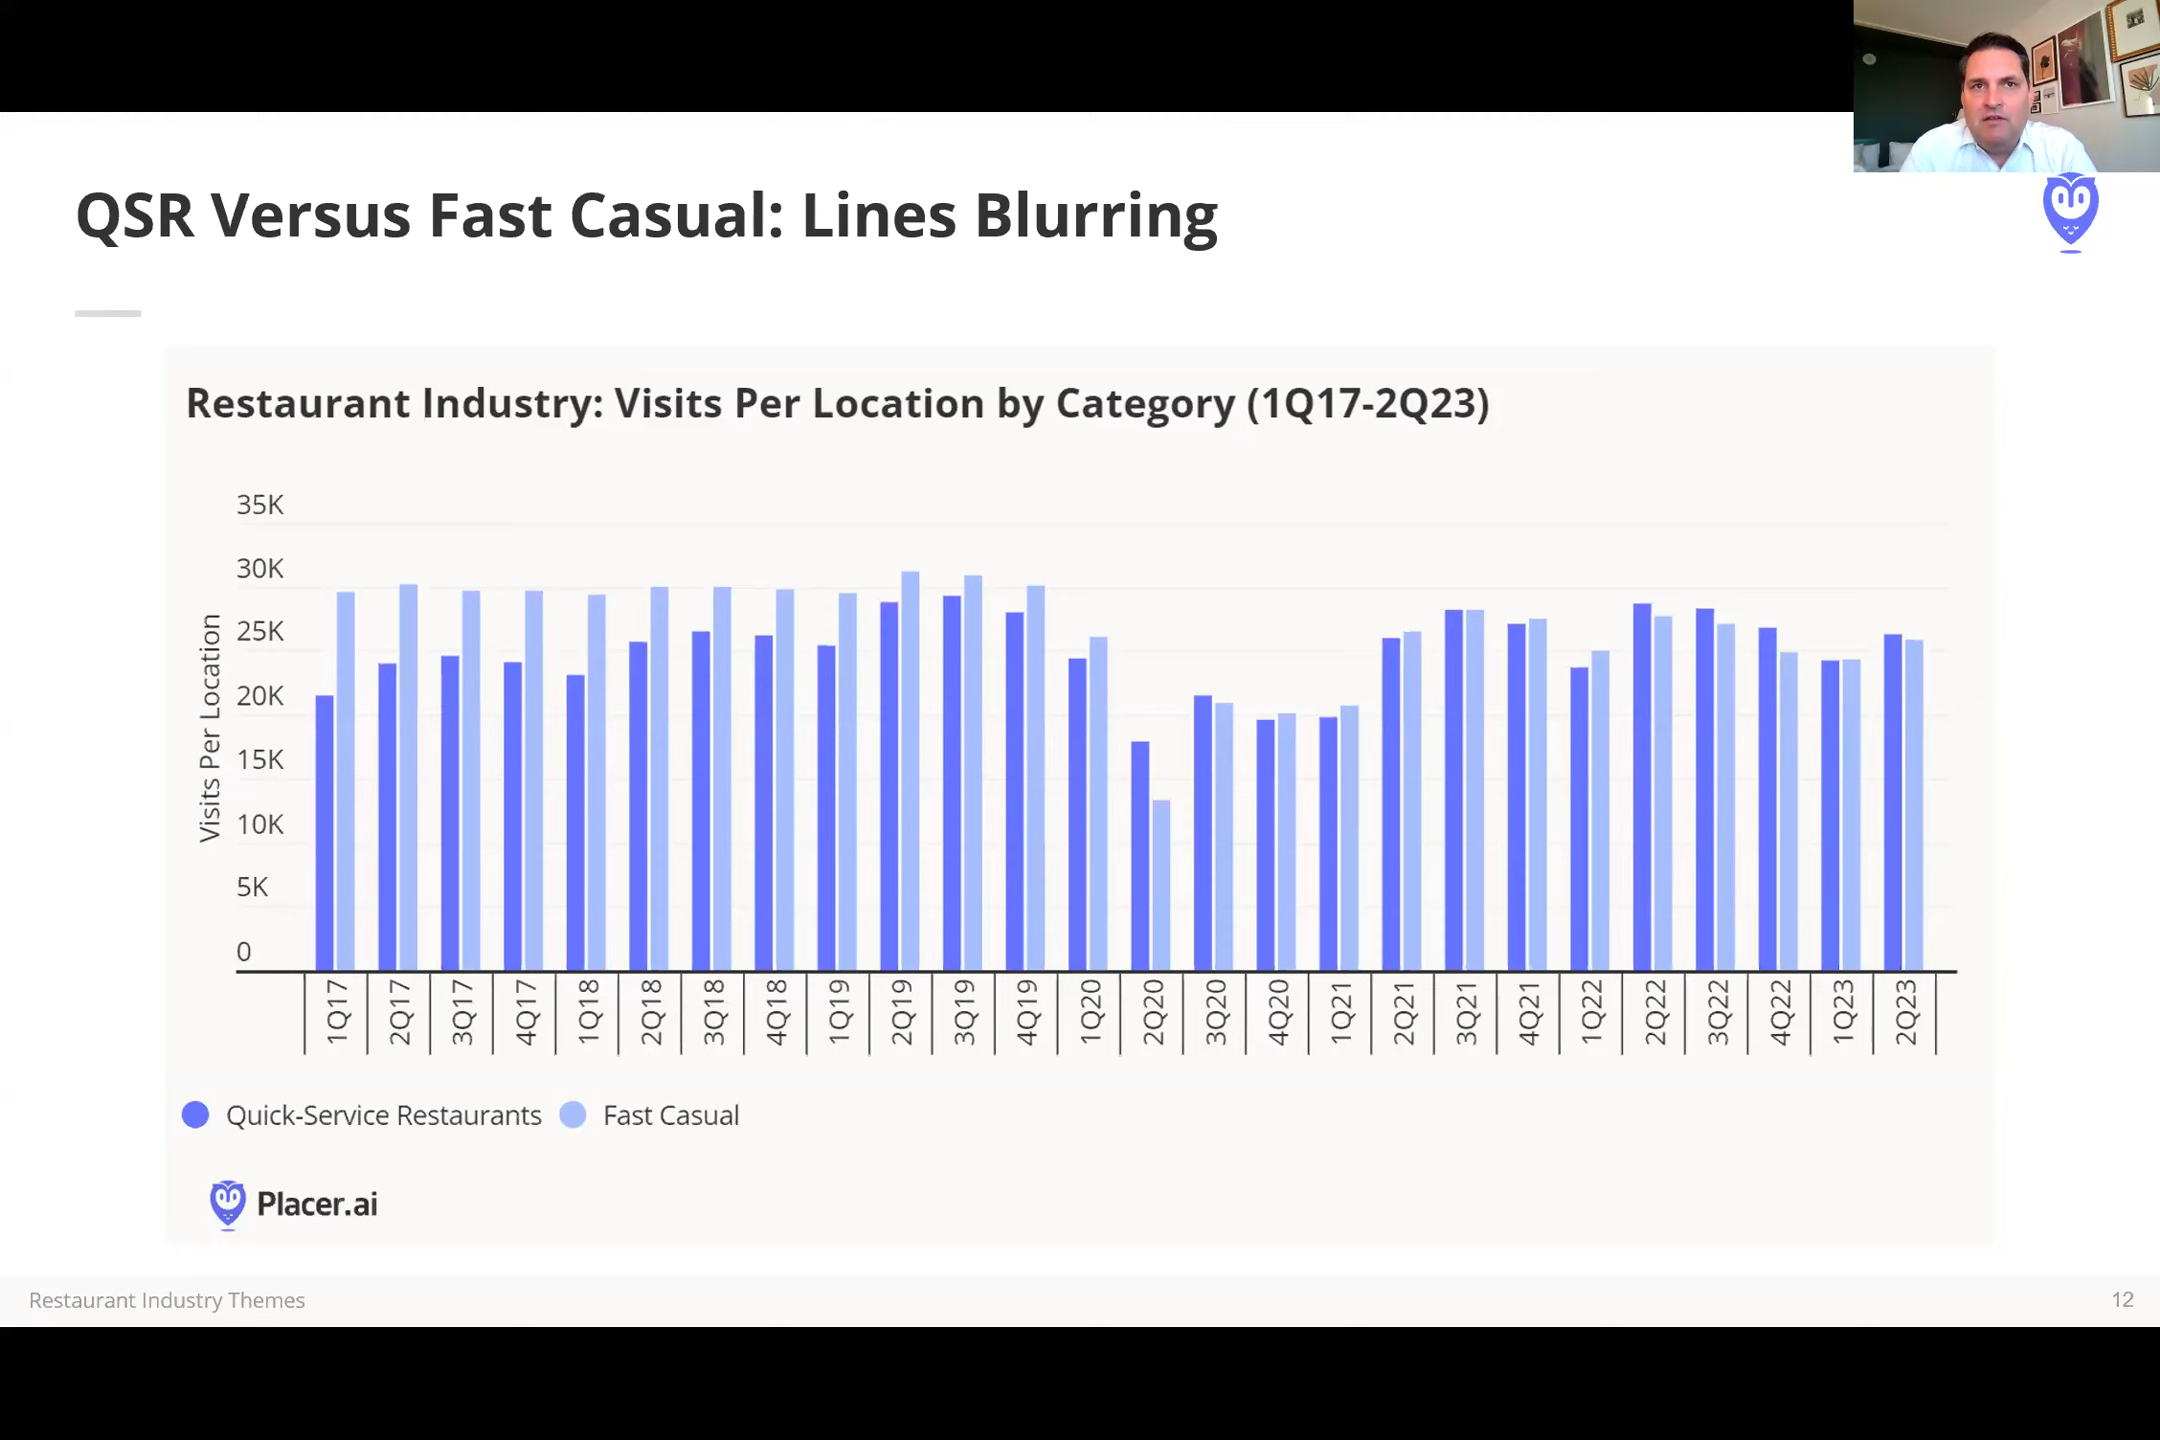 QSR Versus Fast Casual: Lines Blurring
Restaurant Industry: Visits Per Location by Category (1Q17-2Q23)
Visits Per Location
35K
30K
25K
20K
15K
10K
5K
0
1Q17
2Q17
3Q17
4Q17
1Q18
2Q18
3Q18
4Q18
1Q19
2Q19
3Q19
4Q19
1Q20
2Q20
3Q20
4Q20
1Q21
2Q21
3Q21
4Q21
1Q22
2Q22
3Q22
4Q22
1Q23
2Q23
Quick-Service Restaurants
Fast Casual
Placer.ai
Restaurant Industry Themes
12